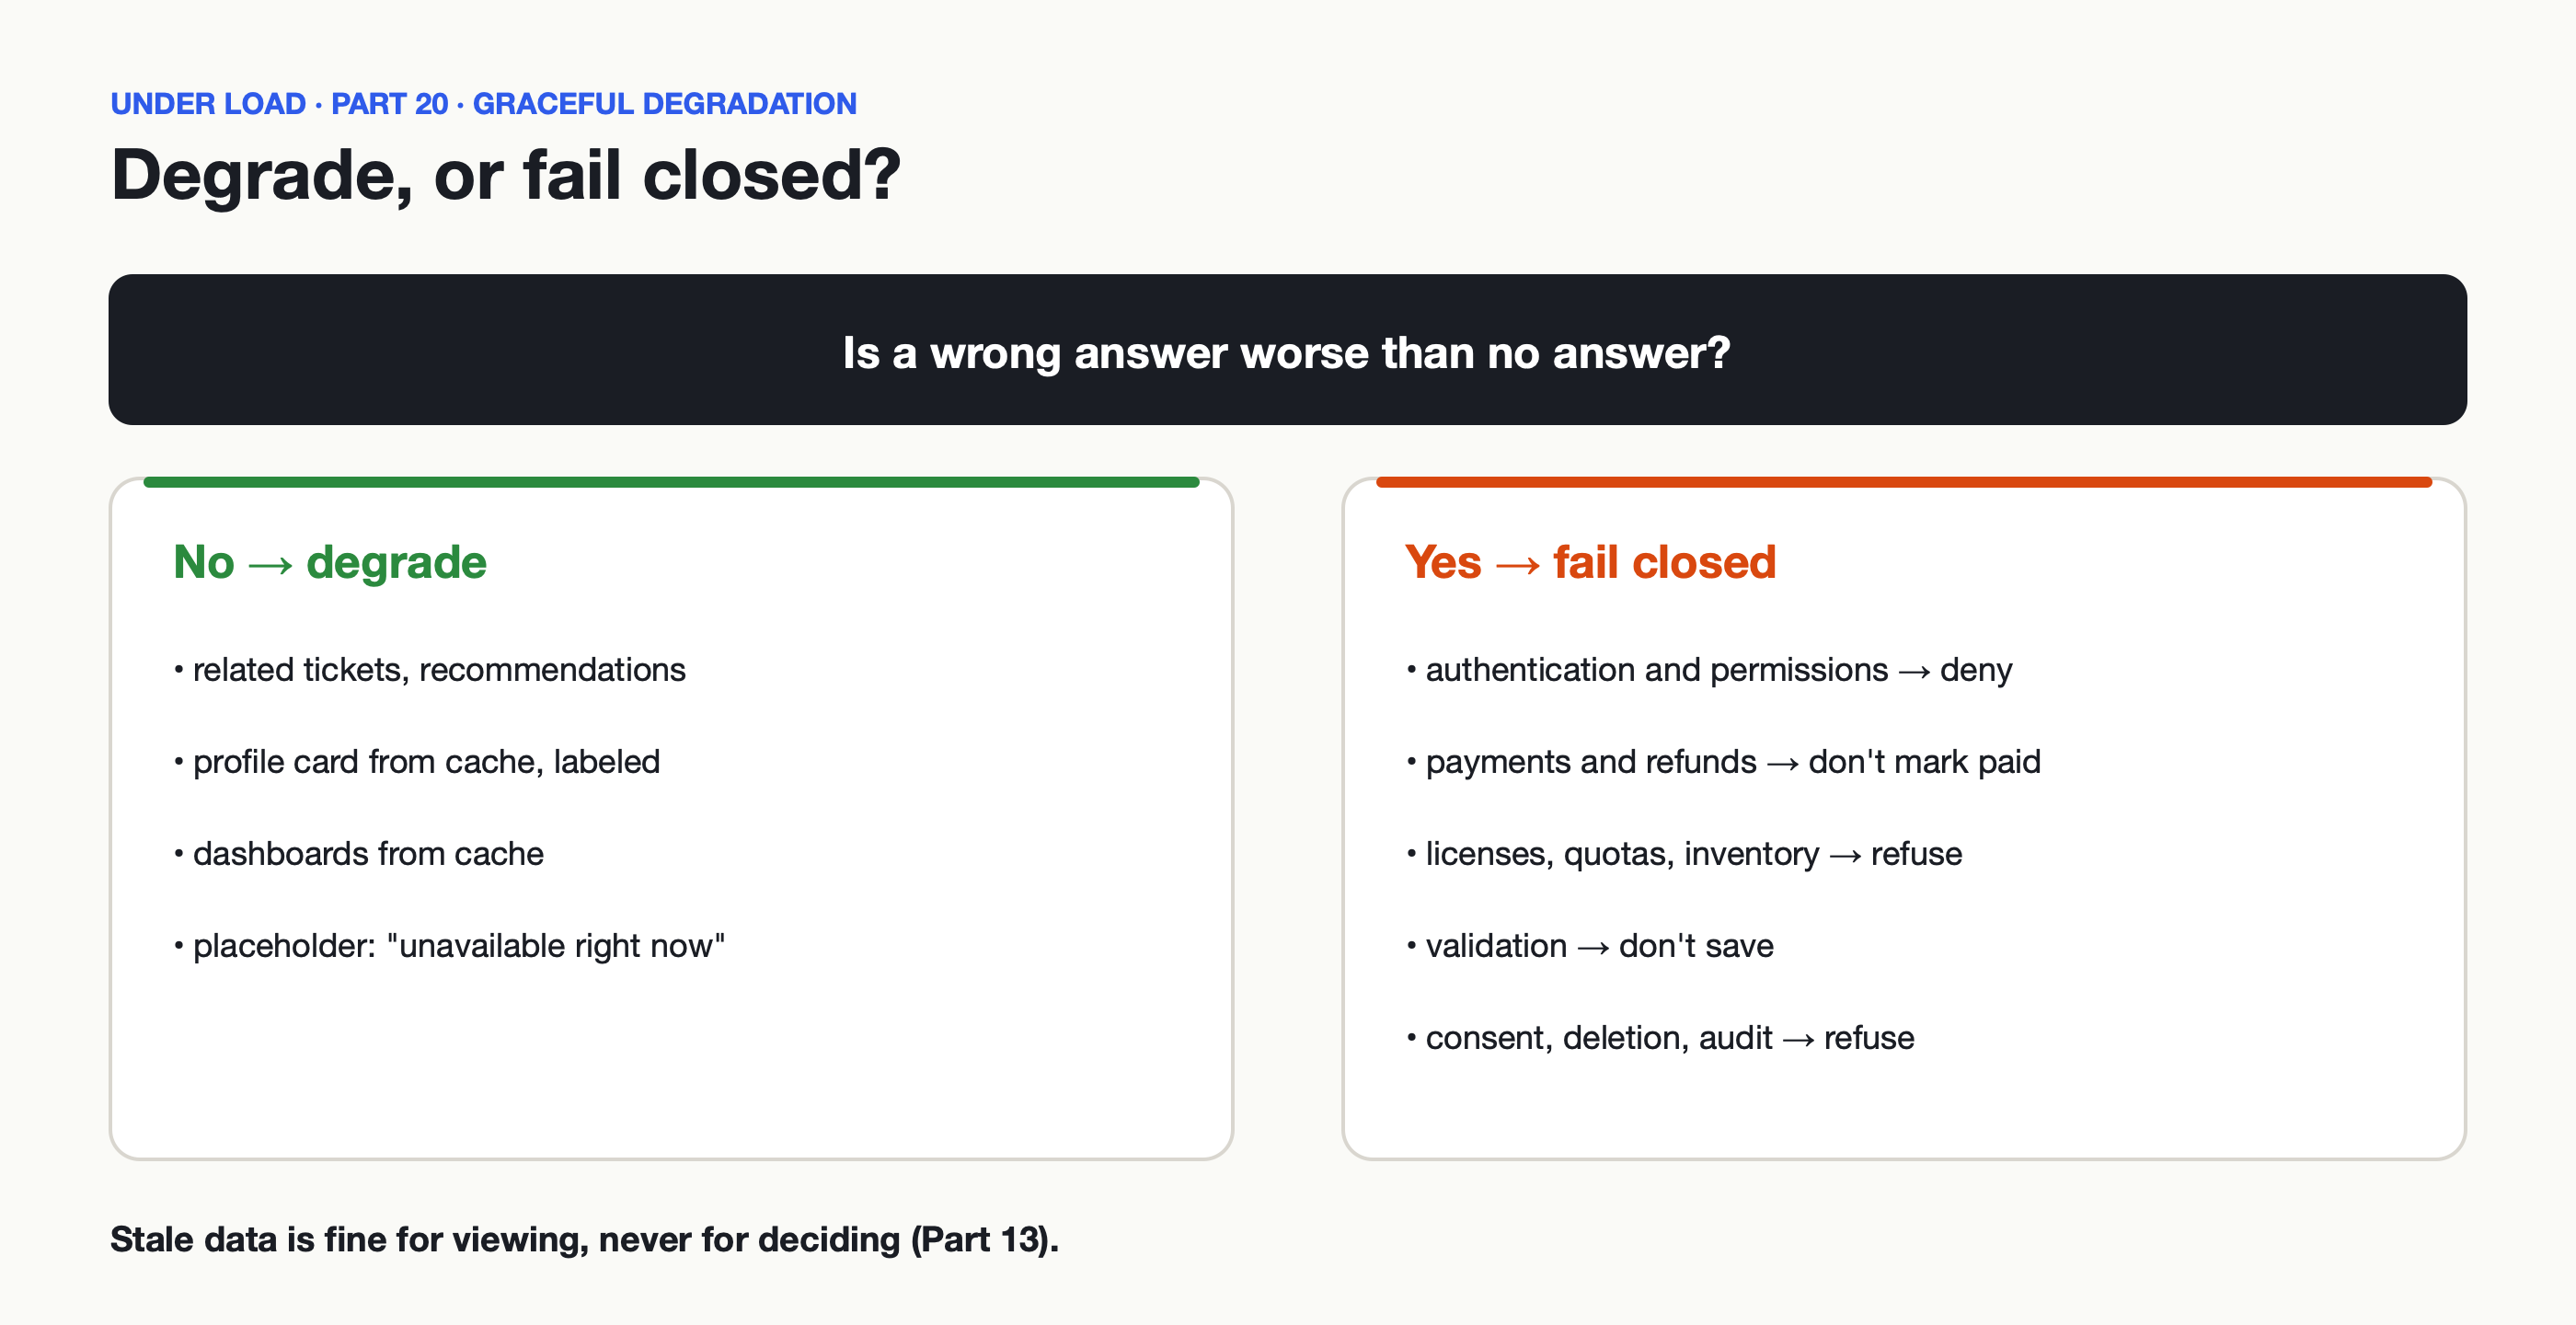 UNDER LOAD · PART 20 · GRACEFUL DEGRADATION
Degrade, or fail closed?
Is a wrong answer worse than no answer?
No → degrade
• related tickets, recommendations
• profile card from cache, labeled
• dashboards from cache
• placeholder: "unavailable right now"
Yes → fail closed
• authentication and permissions → deny
• payments and refunds → don't mark paid
• licenses, quotas, inventory → refuse
• validation → don't save
• consent, deletion, audit → refuse
Stale data is fine for viewing, never for deciding (Part 13).